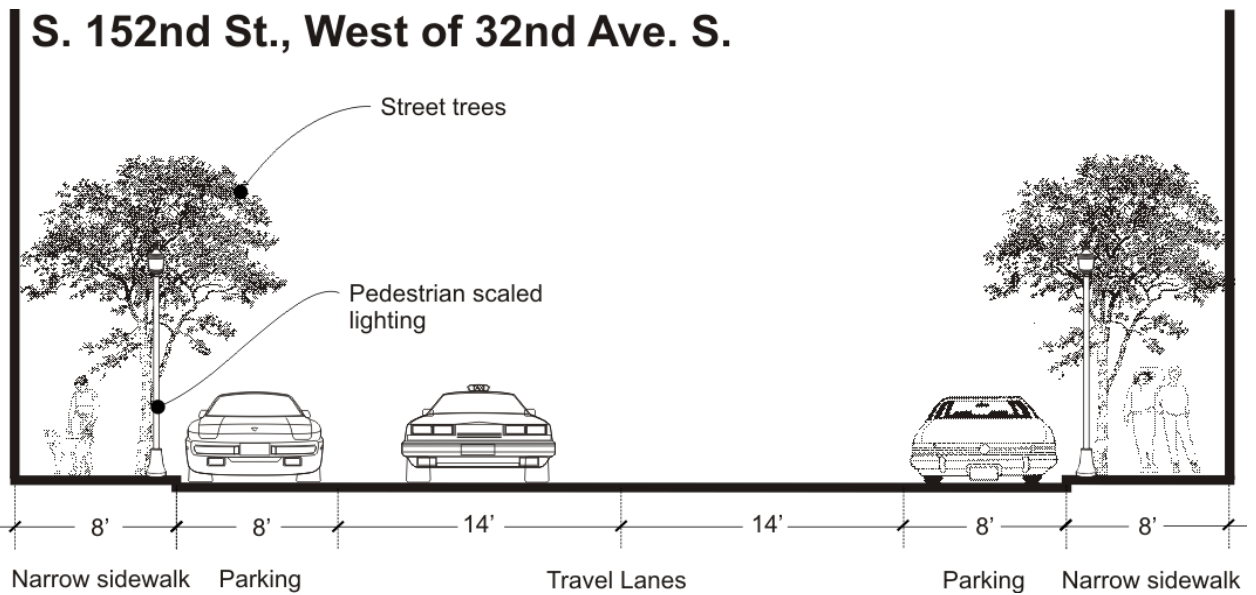 S. 152nd St., West of 32nd Ave. S.
Street trees
Pedestrian scaled
lighting
8’ 8’ 14’ 14’ 8’ 8’
Narrow sidewalk Parking Travel Lanes Parking Narrow sidewalk